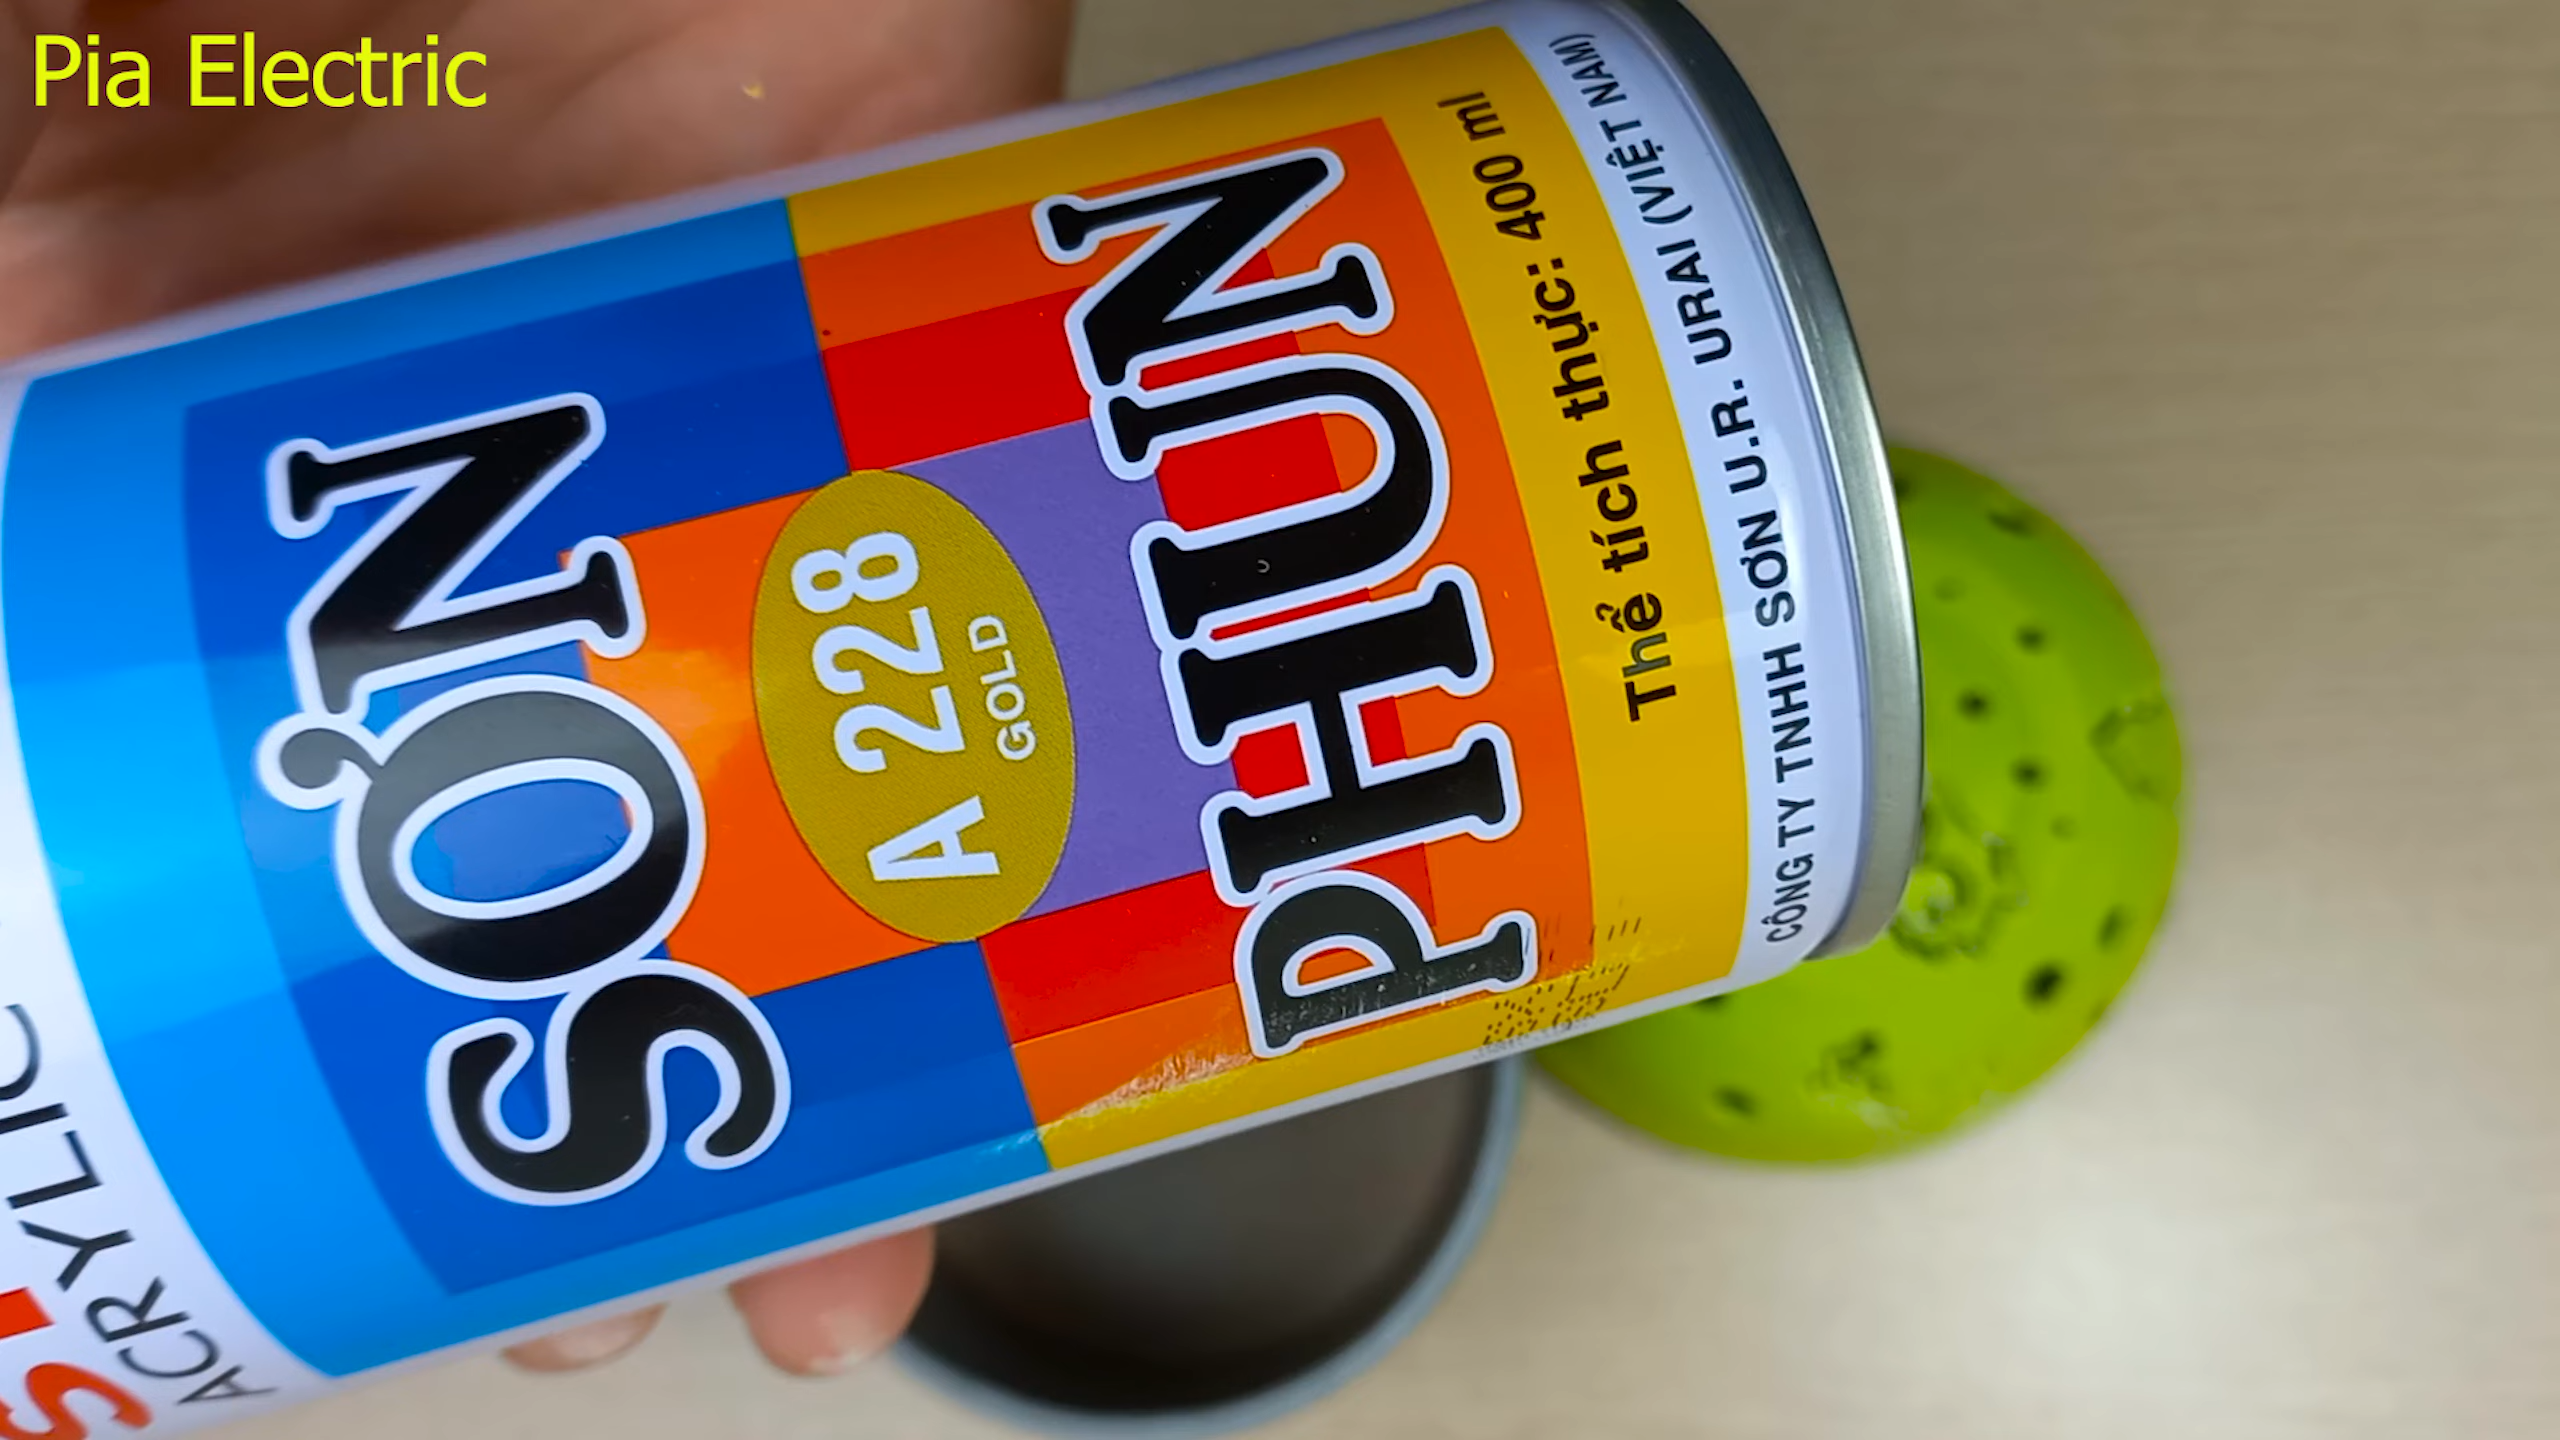 Pia Electric
ACRYLIC
SƠN
A 228
GOLD
PHUN
Thể tích thực: 400 ml
CÔNG TY TNHH SƠN U.R. URAI (VIỆT NAM)